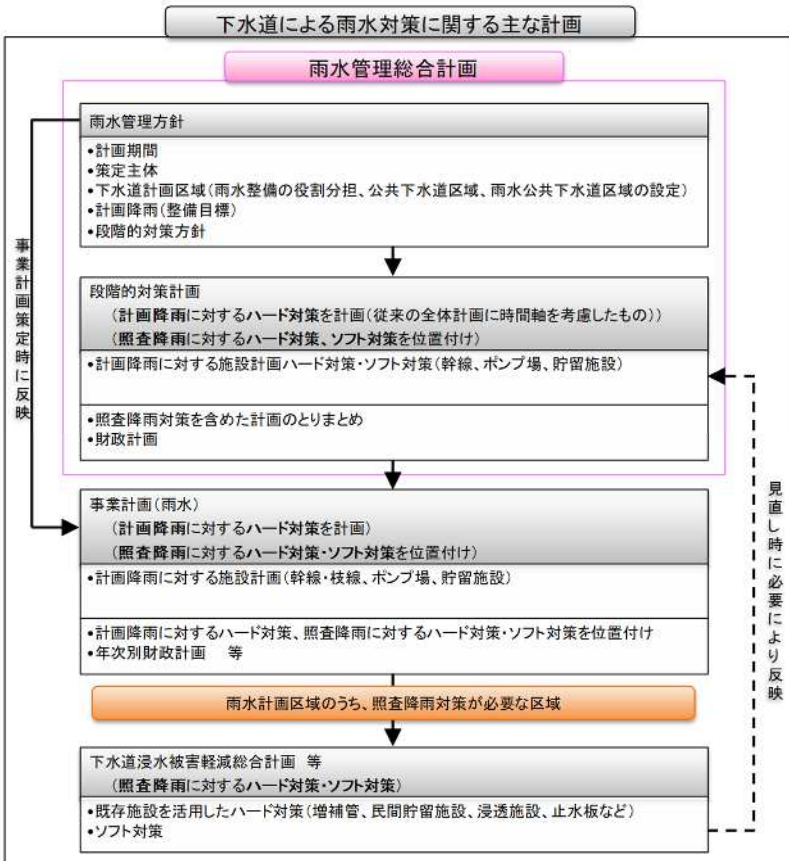 下水道による雨水対策に関する主な計画
雨水管理総合計画
雨水管理方針
•計画期間
•策定主体
•下水道計画区域(雨水整備の役割分担、公共下水道区域、雨水公共下水道区域の設定)
•計画降雨(整備目標)
•段階的対策方針
事業計画策定時に反映
段階的対策計画
(計画降雨に対するハード対策を計画(従来の全体計画に時間軸を考慮したもの))
(照査降雨に対するハード対策、ソフト対策を位置付け)
•計画降雨に対する施設計画ハード対策・ソフト対策(幹線、ポンプ場、貯留施設)
•照査降雨対策を含めた計画のとりまとめ
•財政計画
事業計画(雨水)
(計画降雨に対するハード対策を計画)
(照査降雨に対するハード対策・ソフト対策を位置付け)
•計画降雨に対する施設計画(幹線・枝線、ポンプ場、貯留施設)
•計画降雨に対するハード対策、照査降雨に対するハード対策・ソフト対策を位置付け
•年次別財政計画 等
見直し時に必要により反映
雨水計画区域のうち、照査降雨対策が必要な区域
下水道浸水被害軽減総合計画 等
(照査降雨に対するハード対策・ソフト対策)
•既存施設を活用したハード対策(増補管、民間貯留施設、浸透施設、止水板など)
•ソフト対策